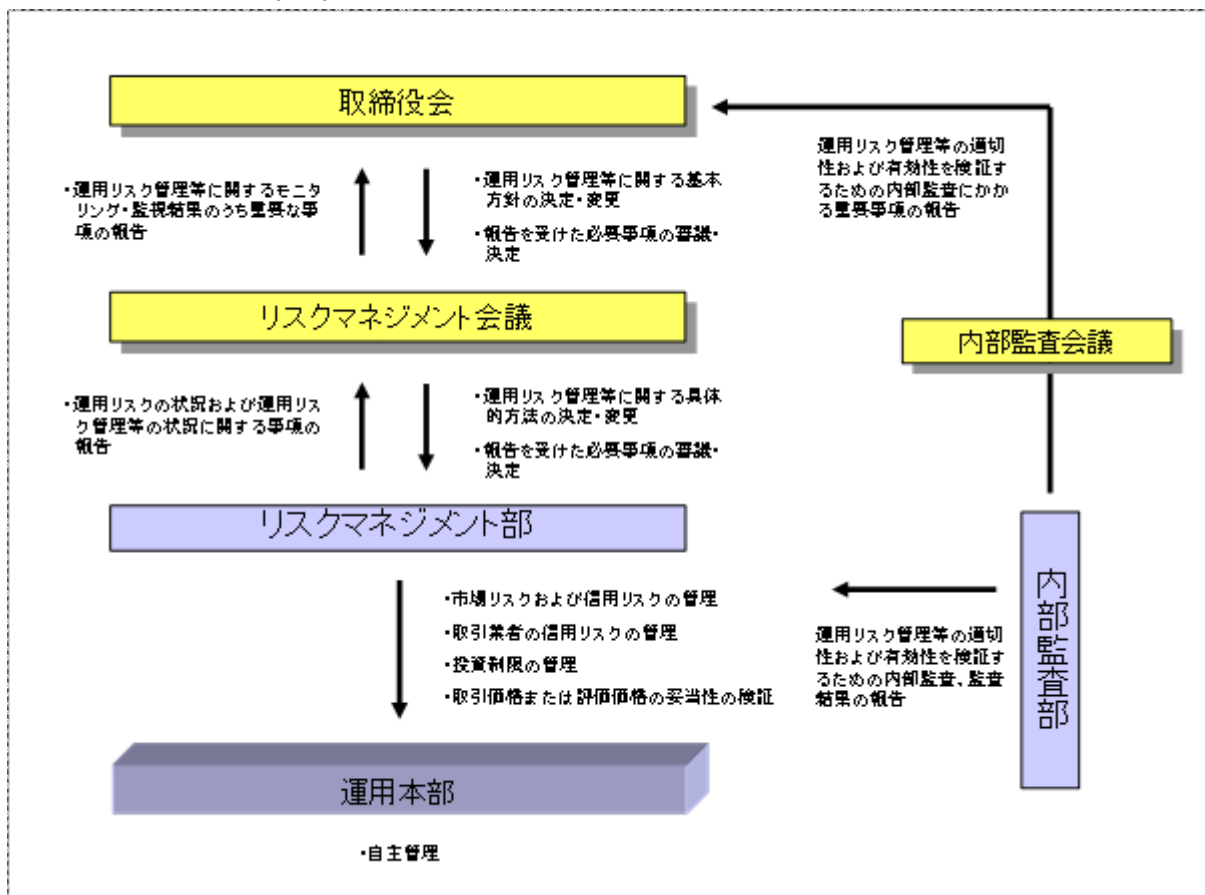 取締役会
・運用リスク管理等に関するモニ
タリング・監視結果のうち重要な事
項の報告
・運用リスク管理等に関する基本
方針の決定・変更
・報告を受けた必要事項の審議・
決定
運用リスク管理等の適切
性および有効性を検証す
るための内部監査にかか
る重要事項の報告
リスクマネジメント会議
内部監査会議
・運用リスクの状況および運用リス
ク管理等の状況に関する事項の
報告
・運用リスク管理等に関する具体
的方法の決定・変更
・報告を受けた必要事項の審議・
決定
リスクマネジメント部
・市場リスクおよび信用リスクの管理
・取引業者の信用リスクの管理
・投資制限の管理
・取引価格または評価価格の妥当性の検証
運用リスク管理等の適切
性および有効性を検証す
るための内部監査、監査
結果の報告
内部監査部
運用本部
・自主管理